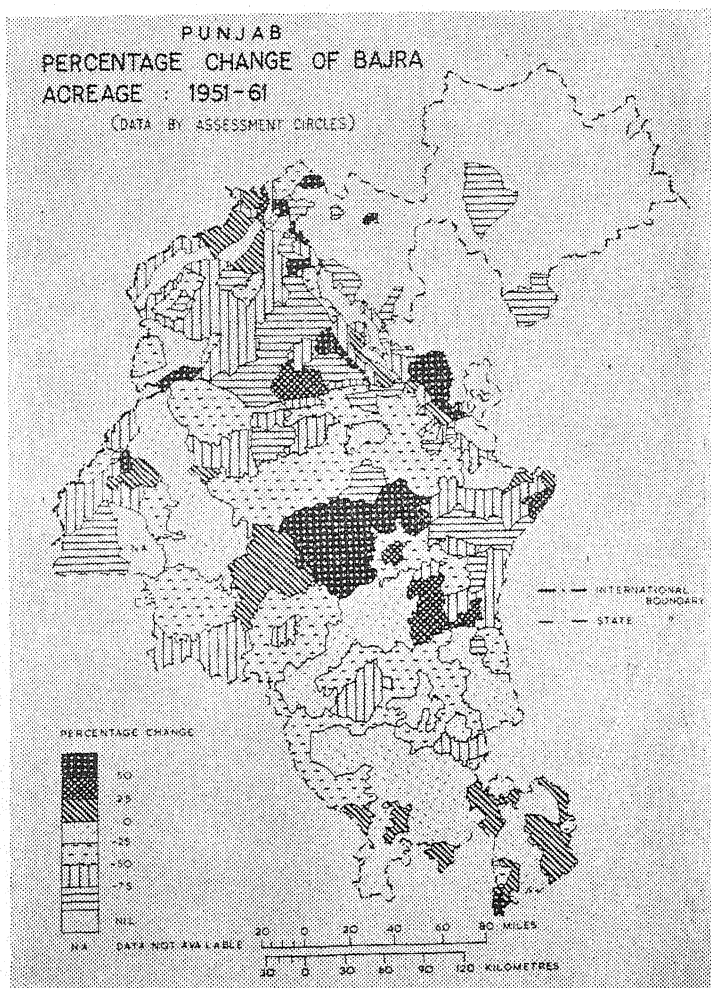 PUNJAB
PERCENTAGE CHANGE OF BAJRA
ACREAGE : 1951-61
(DATA BY ASSESSMENT CIRCLES)
N.A.
INTERNATIONAL
BOUNDARY
STATE "
PERCENTAGE CHANGE
50
25
0
-25
-50
-75
NIL
NA DATA NOT AVAILABLE
20 0 20 40 60 80 MILES
30 0 30 60 90 120 KILOMETRES